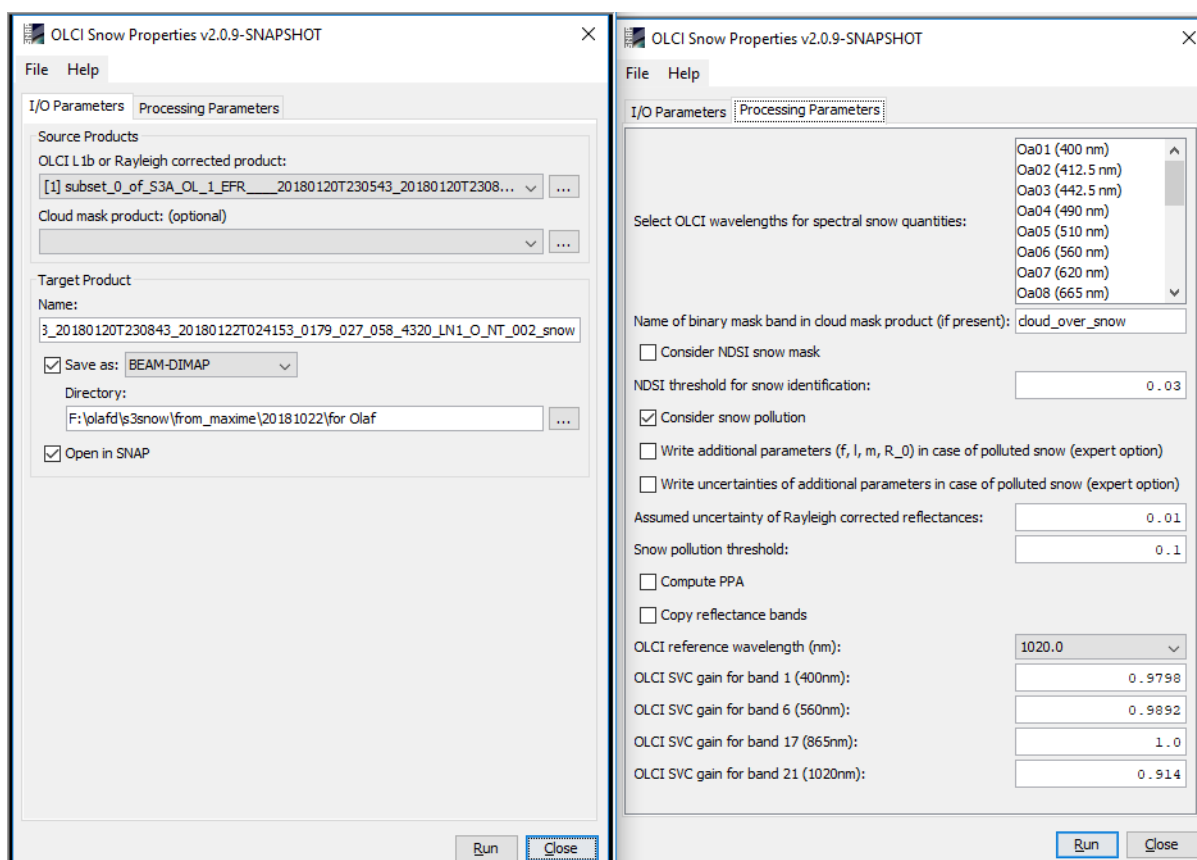 OLCI Snow Properties v2.0.9-SNAPSHOT
File Help
I/O Parameters Processing Parameters
Source Products
OLCI L1b or Rayleigh corrected product:
[1] subset_0_of_S3A_OL_1_EFR____20180120T230543_20180120T2308... ...
Cloud mask product: (optional)
...
Target Product
Name:
3_20180120T230843_20180122T024153_0179_027_058_4320_LN1_O_NT_002_snow
Save as: BEAM-DIMAP
Directory:
F:\olafd\s3snow\from_maxime\20181022\for Olaf ...
Open in SNAP
Run Close
OLCI Snow Properties v2.0.9-SNAPSHOT
File Help
I/O Parameters Processing Parameters
Select OLCI wavelengths for spectral snow quantities:
Oa01 (400 nm)
Oa02 (412.5 nm)
Oa03 (442.5 nm)
Oa04 (490 nm)
Oa05 (510 nm)
Oa06 (560 nm)
Oa07 (620 nm)
Oa08 (665 nm)
Name of binary mask band in cloud mask product (if present): cloud_over_snow
Consider NDSI snow mask
NDSI threshold for snow identification: 0.03
Consider snow pollution
Write additional parameters (f, l, m, R_0) in case of polluted snow (expert option)
Write uncertainties of additional parameters in case of polluted snow (expert option)
Assumed uncertainty of Rayleigh corrected reflectances: 0.01
Snow pollution threshold: 0.1
Compute PPA
Copy reflectance bands
OLCI reference wavelength (nm): 1020.0
OLCI SVC gain for band 1 (400nm): 0.9798
OLCI SVC gain for band 6 (560nm): 0.9892
OLCI SVC gain for band 17 (865nm): 1.0
OLCI SVC gain for band 21 (1020nm): 0.914
Run Close